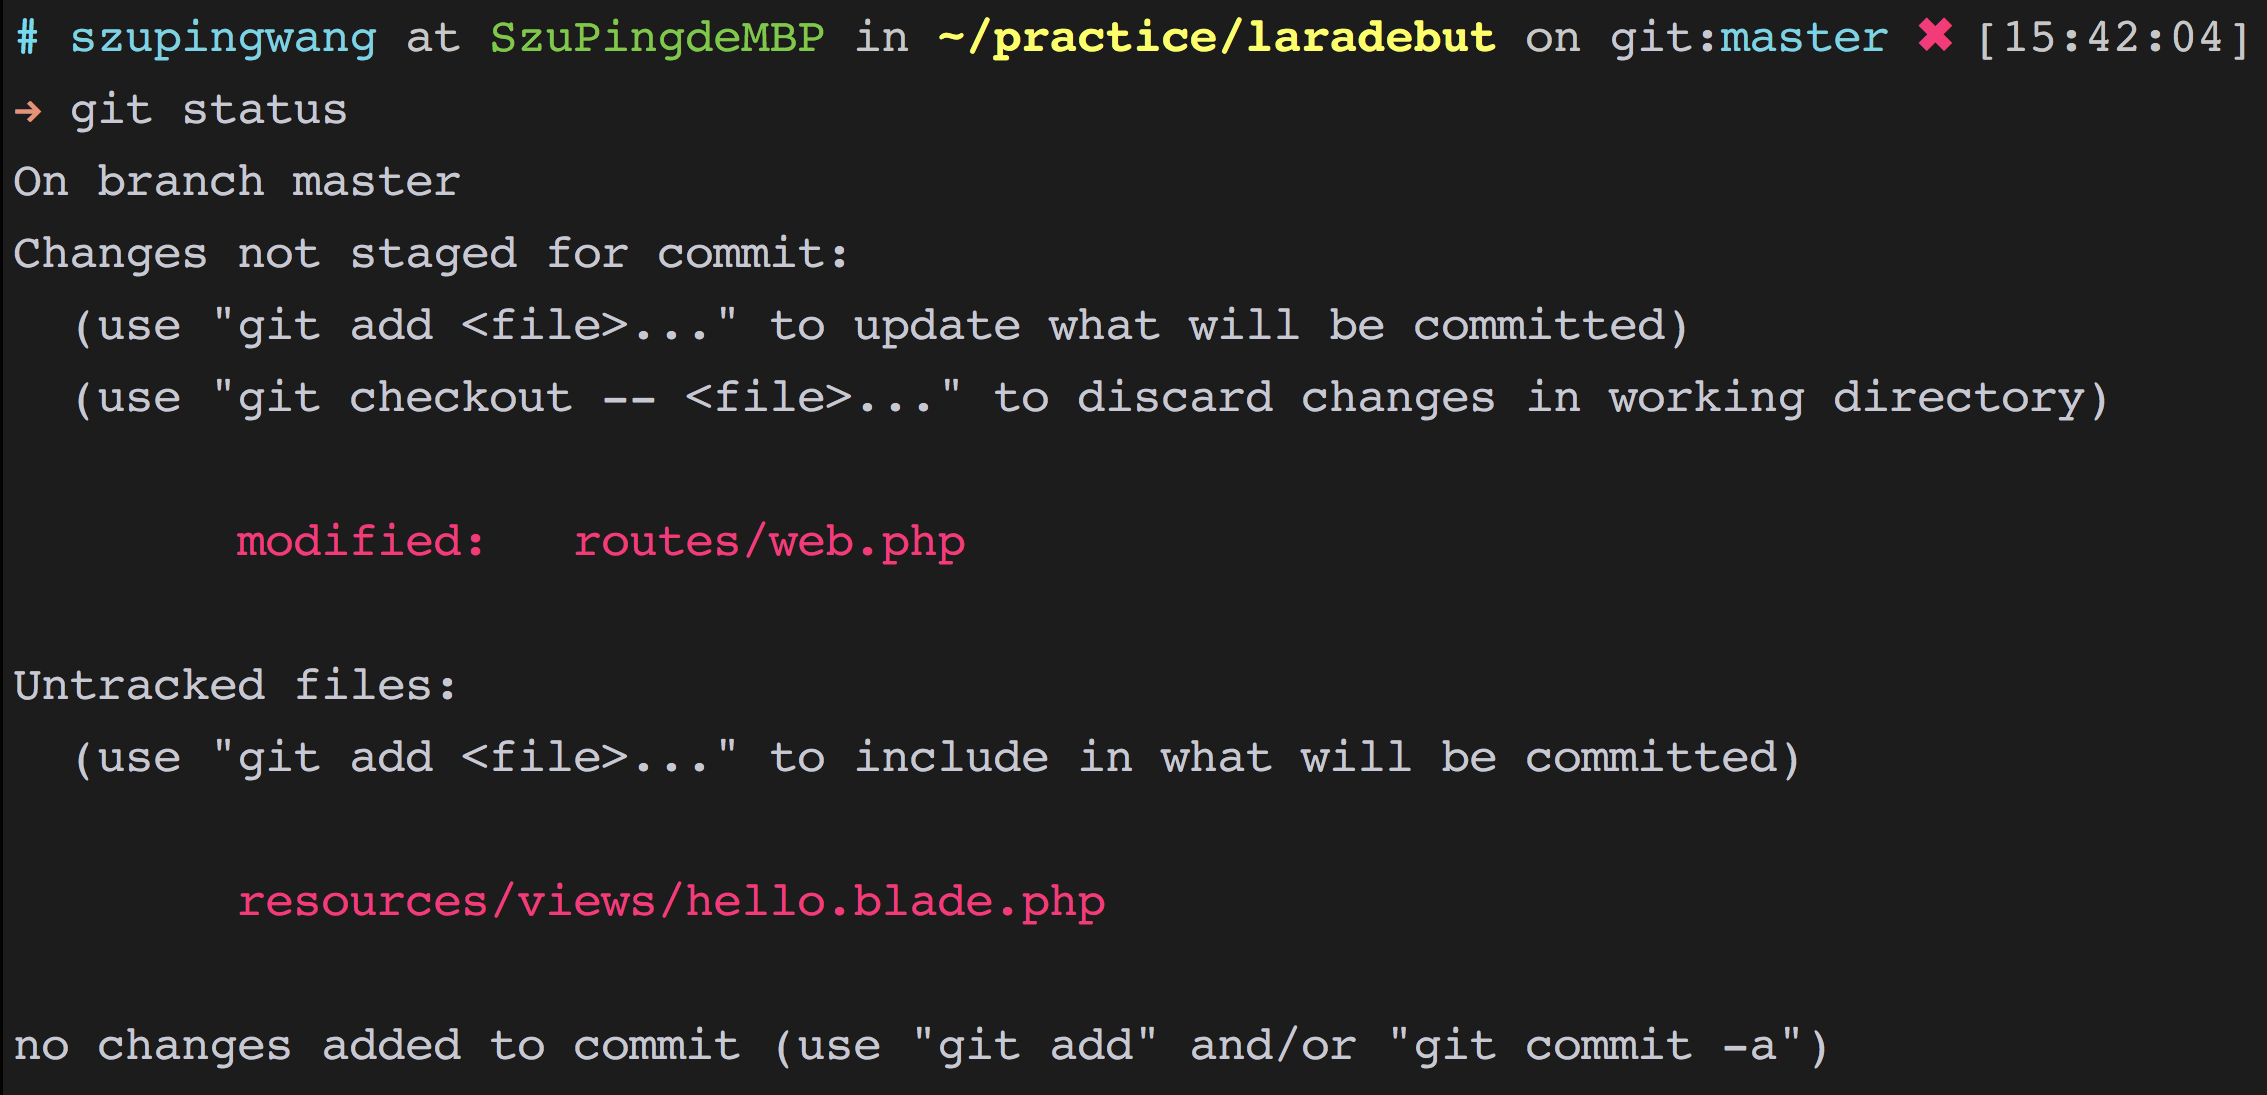 # szupingwang at SzuPingdeMBP in ~/practice/laradebut on git:master ✖ [15:42:04]
➜ git status
On branch master
Changes not staged for commit:
  (use "git add <file>..." to update what will be committed)
  (use "git checkout -- <file>..." to discard changes in working directory)
        modified:   routes/web.php
Untracked files:
  (use "git add <file>..." to include in what will be committed)
        resources/views/hello.blade.php
no changes added to commit (use "git add" and/or "git commit -a")